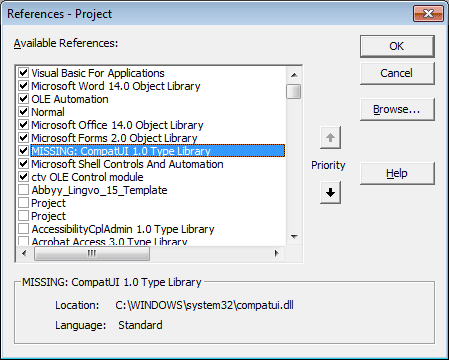 References - Project
Available References:
Visual Basic For Applications
Microsoft Word 14.0 Object Library
OLE Automation
Normal
Microsoft Office 14.0 Object Library
Microsoft Forms 2.0 Object Library
MISSING: CompatUI 1.0 Type Library
Microsoft Shell Controls And Automation
ctv OLE Control module
Abbyy_Lingvo_15_Template
Project
Project
AccessibilityCplAdmin 1.0 Type Library
Acrobat Access 3.0 Type Library
OK
Cancel
Browse...
Priority
Help
MISSING: CompatUI 1.0 Type Library
Location: C:\WINDOWS\system32\compatui.dll
Language: Standard